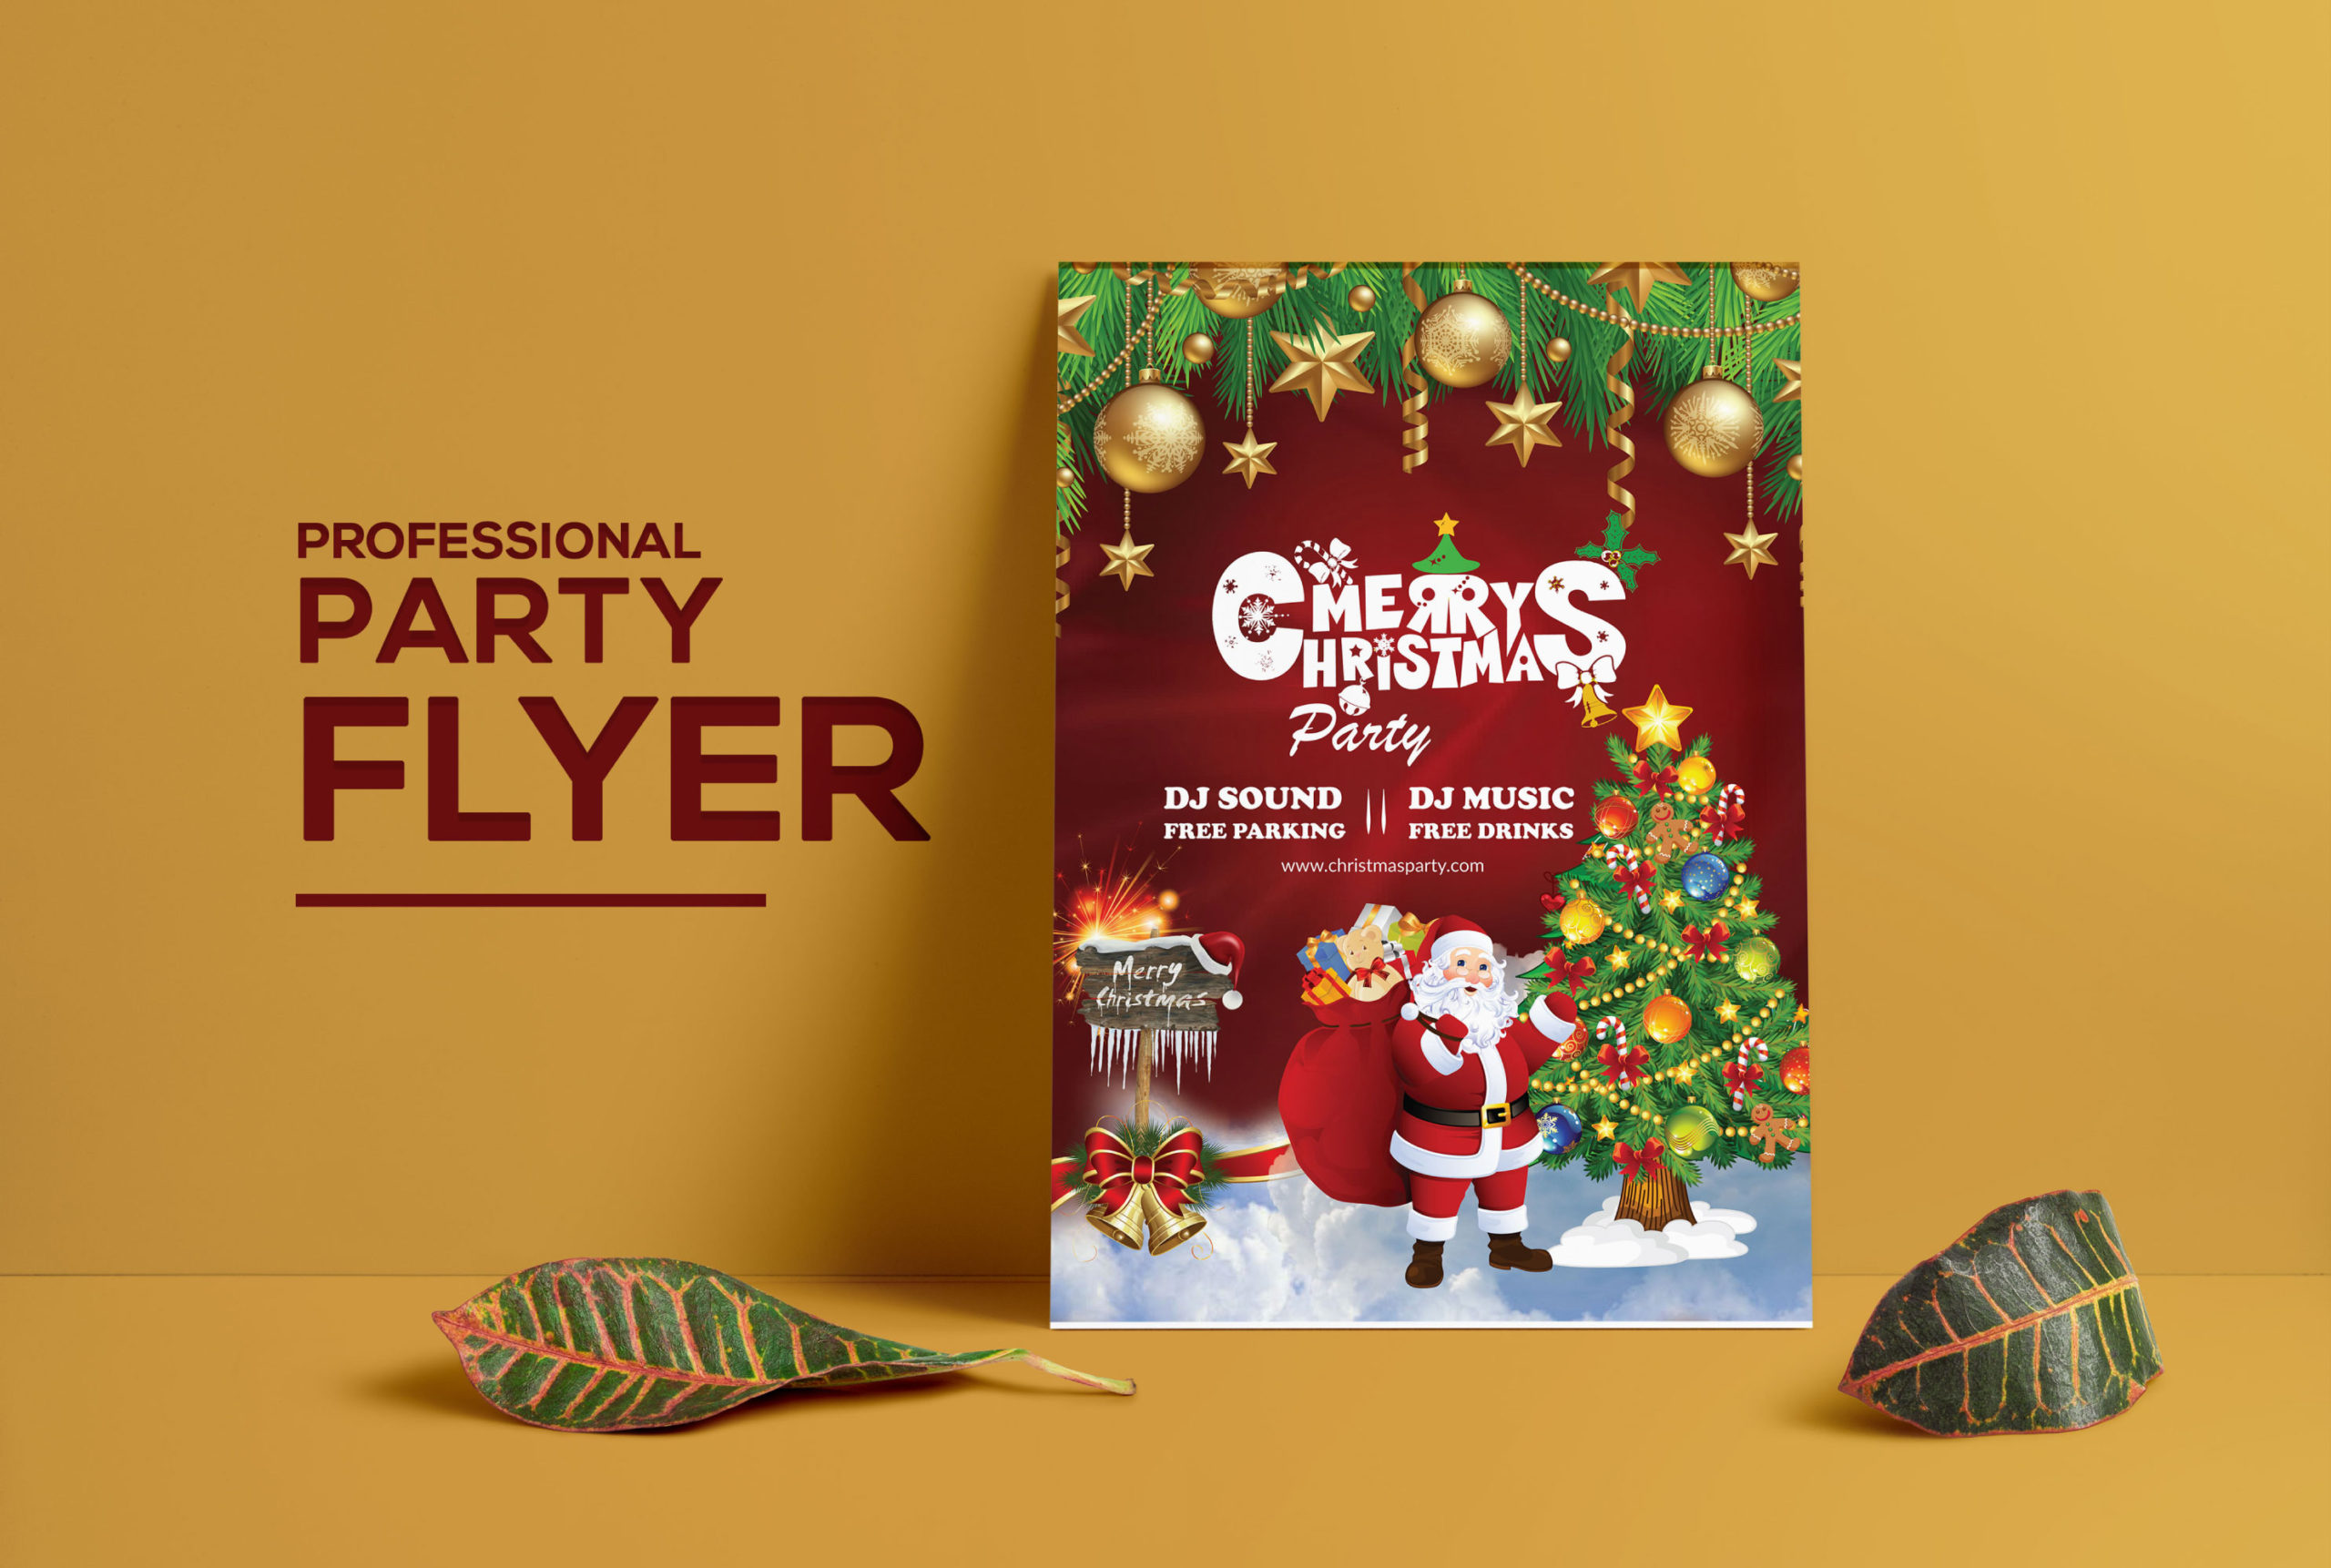 PROFESSIONAL
PARTY
FLYER
MERRY
CHRISTMAS
Party
DJ SOUND || DJ MUSIC
FREE PARKING FREE DRINKS
www.christmasparty.com
Merry
Christmas